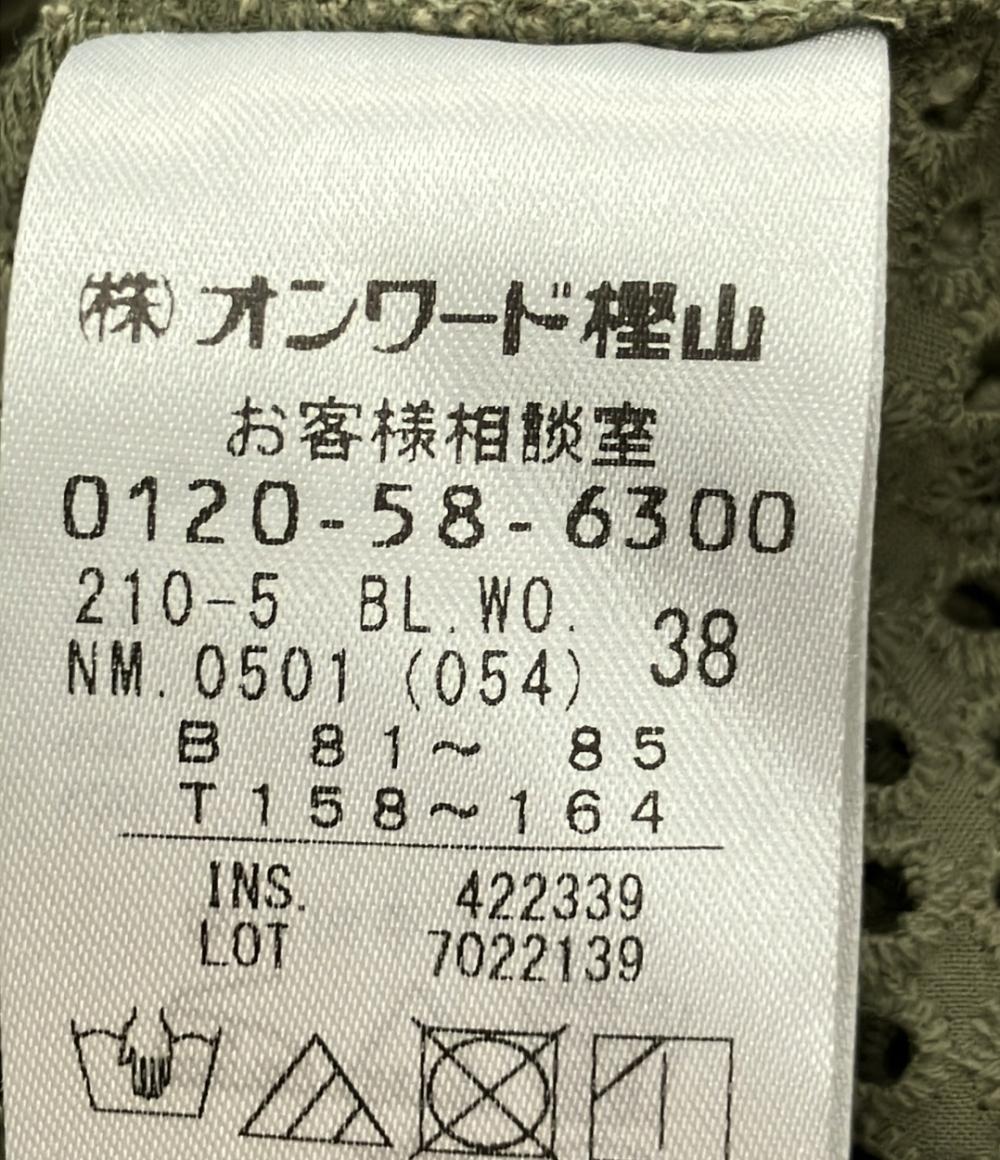 ㈱オンワード樫山
お客様相談室
0120-58-6300
210-5 BL.WO.
38
NM.0501 (054)
B 81～ 85
T158～164
INS. 422339
LOT 7022139